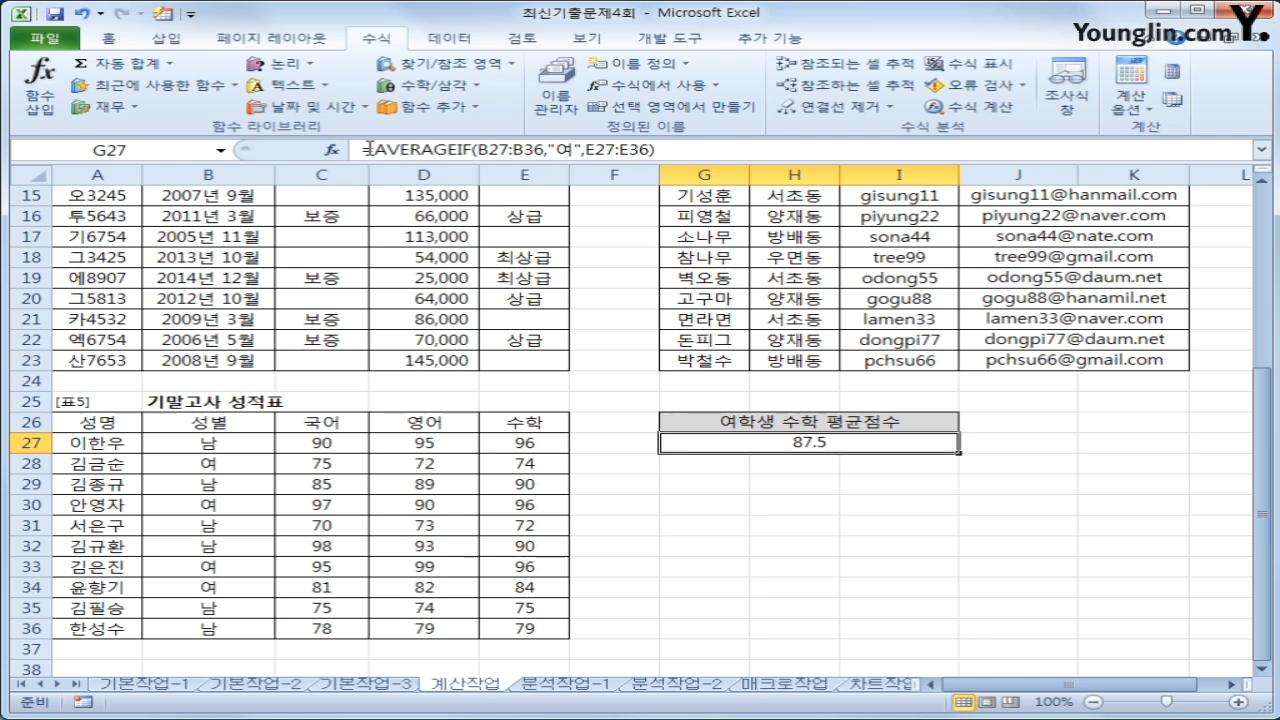 최신기출문제4회 - Microsoft Excel
Younglin.com Y.
파일 홈 삽입 페이지 레이아웃 수식 데이터 검토 보기 개발 도구 추가 기능
fx 함수 삽입
Σ 자동 합계 논리 찾기/참조 영역
최근에 사용한 함수 텍스트 수학/삼각
재무 날짜 및 시간 함수 추가
함수 라이브러리
이름 관리자
이름 정의
수식에서 사용
선택 영역에서 만들기
정의된 이름
참조되는 셀 추적 수식 표시
참조하는 셀 추적 오류 검사
연결선 제거 수식 계산
조사식 창
수식 분석
계산 옵션
계산
G27 fx =AVERAGEIF(B27:B36,"여",E27:E36)
A B C D E F G H I J K L
15 오3245 2007년 9월 135,000 기성훈 서초동 gisung11 gisung11@hanmail.com
16 투5643 2011년 3월 보증 66,000 상급 피영철 양재동 piyung22 piyung22@naver.com
17 기6754 2005년 11월 113,000 소나무 방배동 sona44 sona44@nate.com
18 그3425 2013년 10월 54,000 최상급 참나무 우면동 tree99 tree99@gmail.com
19 에8907 2014년 12월 보증 25,000 최상급 벽오동 서초동 odong55 odong55@daum.net
20 그5813 2012년 10월 64,000 상급 고구마 양재동 gogu88 gogu88@hanamil.net
21 카4532 2009년 3월 보증 86,000 면라면 서초동 lamen33 lamen33@naver.com
22 엑6754 2006년 5월 보증 70,000 상급 돈피그 양재동 dongpi77 dongpi77@daum.net
23 산7653 2008년 9월 145,000 박철수 방배동 pchsu66 pchsu66@gmail.com
24
25 [표5] 기말고사 성적표
26 성명 성별 국어 영어 수학 여학생 수학 평균점수
27 이한우 남 90 95 96 87.5
28 김금순 여 75 72 74
29 김종규 남 85 89 90
30 안영자 여 97 90 96
31 서은구 남 70 73 72
32 김규환 남 98 93 90
33 김은진 여 95 99 96
34 윤향기 여 81 82 84
35 김필승 남 75 74 75
36 한성수 남 78 79 79
37
38
기본작업-1 기본작업-2 기본작업-3 계산작업 분석작업-1 분석작업-2 매크로작업 차트작업
준비 100%